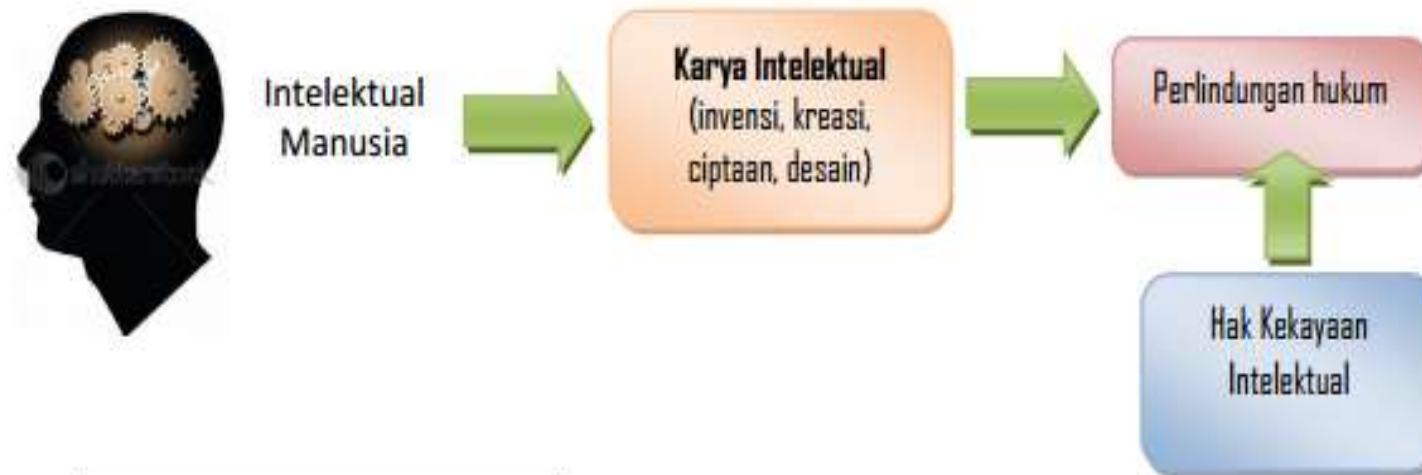 Intelektual
Manusia
Karya Intelektual
(invensi, kreasi,
ciptaan, desain)
Perlindungan hukum
Hak Kekayaan
Intelektual